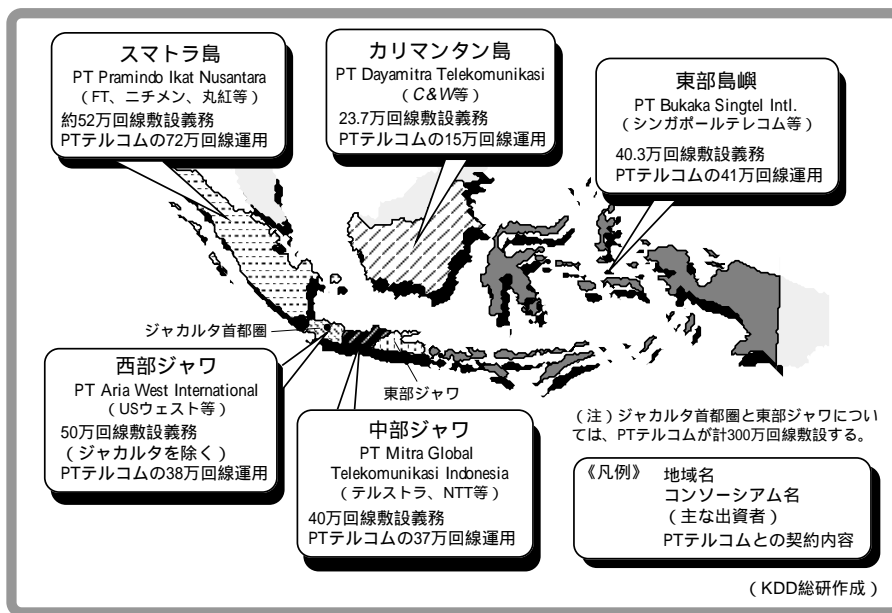 スマトラ島
PT Pramindo Ikat Nusantara
（FT、ニチメン、丸紅等）
約52万回線敷設義務
PTテルコムの72万回線運用
カリマンタン島
PT Dayamitra Telekomunikasi
（C&W等）
23.7万回線敷設義務
PTテルコムの15万回線運用
東部島嶼
PT Bukaka Singtel Intl.
（シンガポールテレコム等）
40.3万回線敷設義務
PTテルコムの41万回線運用
ジャカルタ首都圏
西部ジャワ
PT Aria West International
（USウェスト等）
50万回線敷設義務
（ジャカルタを除く）
PTテルコムの38万回線運用
東部ジャワ
中部ジャワ
PT Mitra Global
Telekomunikasi Indonesia
（テルストラ、NTT等）
40万回線敷設義務
PTテルコムの37万回線運用
（注）ジャカルタ首都圏と東部ジャワについ
ては、PTテルコムが計300万回線敷設する。
《凡例》 地域名
コンソーシアム名
（主な出資者）
PTテルコムとの契約内容
（KDD総研作成）